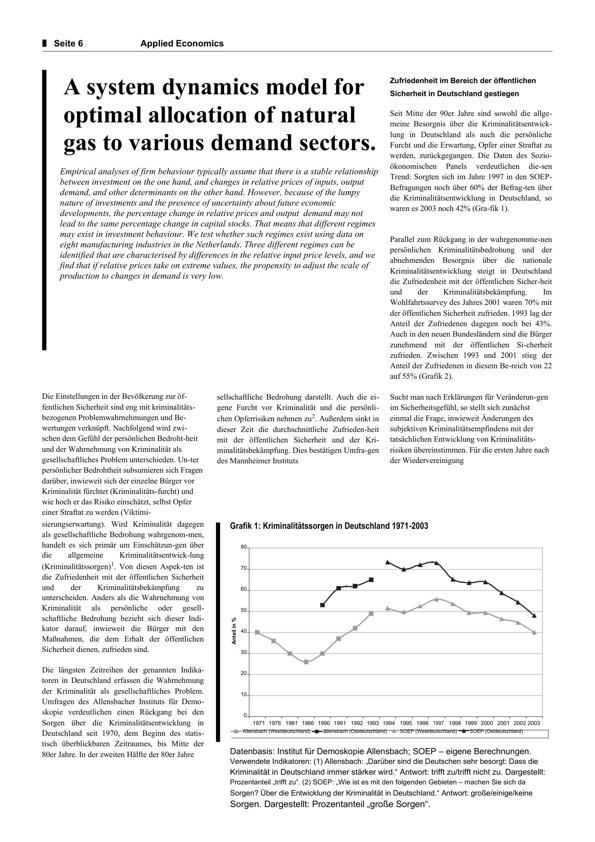 Seite 6 Applied Economics
A system dynamics model for
optimal allocation of natural
gas to various demand sectors.
Empirical analyses of firm behaviour typically assume that there is a stable relationship
between investment on the one hand, and changes in relative prices of inputs, output
demand, and other determinants on the other hand. However, because of the lumpy
nature of investments and the presence of uncertainty about future economic
developments, the percentage change in relative prices and output demand may not
lead to the same percentage change in capital stocks. That means that different regimes
may exist in investment behaviour. We test whether such regimes exist using data on
eight manufacturing industries in the Netherlands. Three different regimes can be
identified that are characterised by differences in the relative input price levels, and we
find that if relative prices take on extreme values, the propensity to adjust the scale of
production to changes in demand is very low.
Zufriedenheit im Bereich der öffentlichen
Sicherheit in Deutschland gestiegen
Seit Mitte der 90er Jahre sind sowohl die allge-
meine Besorgnis über die Kriminalitätsentwick-
lung in Deutschland als auch die persönliche
Furcht und die Erwartung, Opfer einer Straftat zu
werden, zurückgegangen. Die Daten des Sozio-
ökonomischen Panels verdeutlichen die-sen
Trend: Sorgten sich im Jahre 1997 in den SOEP-
Befragungen noch über 60% der Befrag-ten über
die Kriminalitätsentwicklung in Deutschland, so
waren es 2003 noch 42% (Gra-fik 1).
Parallel zum Rückgang in der wahrgenomme-nen
persönlichen Kriminalitätsbedrohung und der
abnehmenden Besorgnis über die nationale
Kriminalitätsentwicklung steigt in Deutschland
die Zufriedenheit mit der öffentlichen Sicher-heit
und der Kriminalitätsbekämpfung. Im
Wohlfahrtssurvey des Jahres 2001 waren 70% mit
der öffentlichen Sicherheit zufrieden. 1993 lag der
Anteil der Zufriedenen dagegen noch bei 43%.
Auch in den neuen Bundesländern sind die Bürger
zunehmend mit der öffentlichen Si-cherheit
zufrieden. Zwischen 1993 und 2001 stieg der
Anteil der Zufriedenen in diesem Be-reich von 22
auf 55% (Grafik 2).
Die Einstellungen in der Bevölkerung zur öf-
fentlichen Sicherheit sind eng mit kriminalitäts-
bezogenen Problemwahrnehmungen und Be-
wertungen verknüpft. Nachfolgend wird zwi-
schen dem Gefühl der persönlichen Bedroht-heit
und der Wahrnehmung von Kriminalität als
gesellschaftliches Problem unterschieden. Un-ter
persönlicher Bedrohtheit subsumieren sich Fragen
darüber, inwieweit sich der einzelne Bürger vor
Kriminalität fürchtet (Kriminalitäts-furcht) und
wie hoch er das Risiko einschätzt, selbst Opfer
einer Straftat zu werden (Viktimi-
sierungserwartung). Wird Kriminalität dagegen
als gesellschaftliche Bedrohung wahrgenom-men,
handelt es sich primär um Einschätzun-gen über
die allgemeine Kriminalitätsentwick-lung
(Kriminalitätssorgen)1. Von diesen Aspek-ten ist
die Zufriedenheit mit der öffentlichen Sicherheit
und der Kriminalitätsbekämpfung zu
unterscheiden. Anders als die Wahrnehmung von
Kriminalität als persönliche oder gesell-
schaftliche Bedrohung bezieht sich dieser Indi-
kator darauf, inwieweit die Bürger mit den
Maßnahmen, die dem Erhalt der öffentlichen
Sicherheit dienen, zufrieden sind.
Die längsten Zeitreihen der genannten Indika-
toren in Deutschland erfassen die Wahrnehmung
der Kriminalität als gesellschaftliches Problem.
Umfragen des Allensbacher Instituts für Demo-
skopie verdeutlichen einen Rückgang bei den
Sorgen über die Kriminalitätsentwicklung in
Deutschland seit 1970, dem Beginn des statis-
tisch überblickbaren Zeitraumes, bis Mitte der
80er Jahre. In der zweiten Hälfte der 80er Jahre
sellschaftliche Bedrohung darstellt. Auch die ei-
gene Furcht vor Kriminalität und die persönli-
chen Opferrisiken nehmen zu2. Außerdem sinkt in
dieser Zeit die durchschnittliche Zufrieden-heit
mit der öffentlichen Sicherheit und der Kri-
minalitätsbekämpfung. Dies bestätigen Umfra-gen
des Mannheimer Instituts
Sucht man nach Erklärungen für Veränderun-gen
im Sicherheitsgefühl, so stellt sich zunächst
einmal die Frage, inwieweit Änderungen des
subjektiven Kriminalitätsempfindens mit der
tatsächlichen Entwicklung von Kriminalitäts-
risiken übereinstimmen. Für die ersten Jahre nach
der Wiedervereinigung
Grafik 1: Kriminalitätssorgen in Deutschland 1971-2003
80
70
60
50
40
30
20
10
0
Anteil in %
1971 1976 1981 1986 1990 1991 1992 1993 1994 1995 1996 1997 1998 1999 2000 2001 2002 2003
Allensbach (Westdeutschland) Allensbach (Ostdeutschland) SOEP (Westdeutschland) SOEP (Ostdeutschland)
Datenbasis: Institut für Demoskopie Allensbach; SOEP – eigene Berechnungen.
Verwendete Indikatoren: (1) Allensbach: „Darüber sind die Deutschen sehr besorgt: Dass die
Kriminalität in Deutschland immer stärker wird.“ Antwort: trifft zu/trifft nicht zu. Dargestellt:
Prozentanteil „trifft zu“. (2) SOEP: „Wie ist es mit den folgenden Gebieten – machen Sie sich da
Sorgen? Über die Entwicklung der Kriminalität in Deutschland.“ Antwort: große/einige/keine
Sorgen. Dargestellt: Prozentanteil „große Sorgen“.